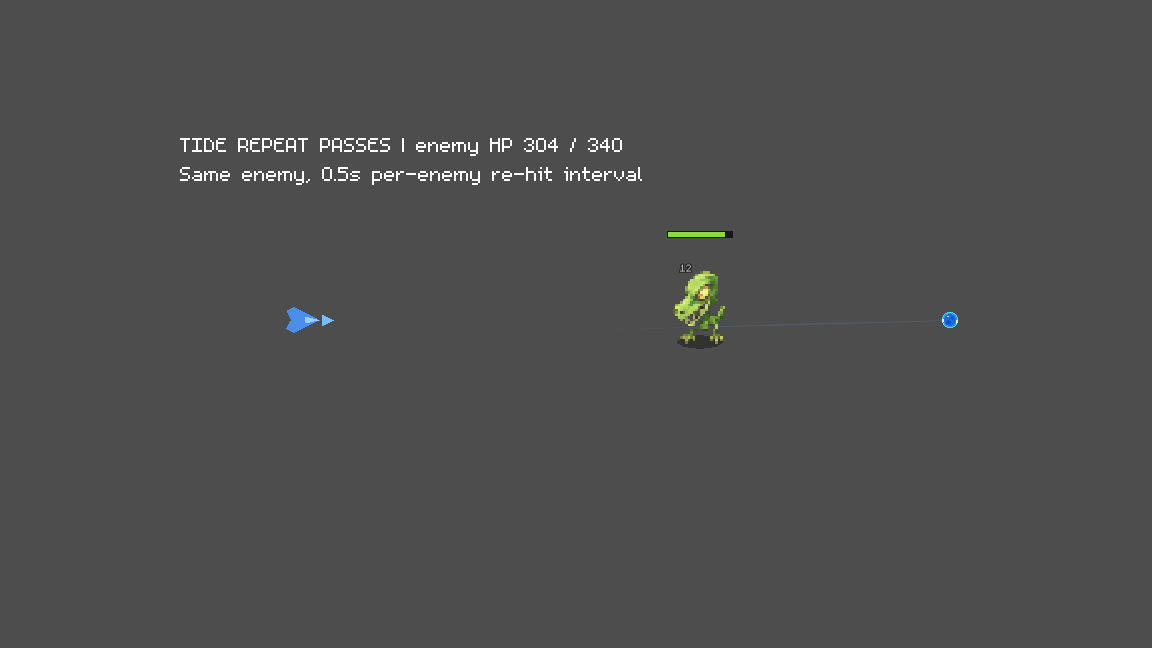 TIDE REPEAT PASSES | enemy HP 304 / 340
Same enemy, 0.5s per-enemy re-hit interval
12